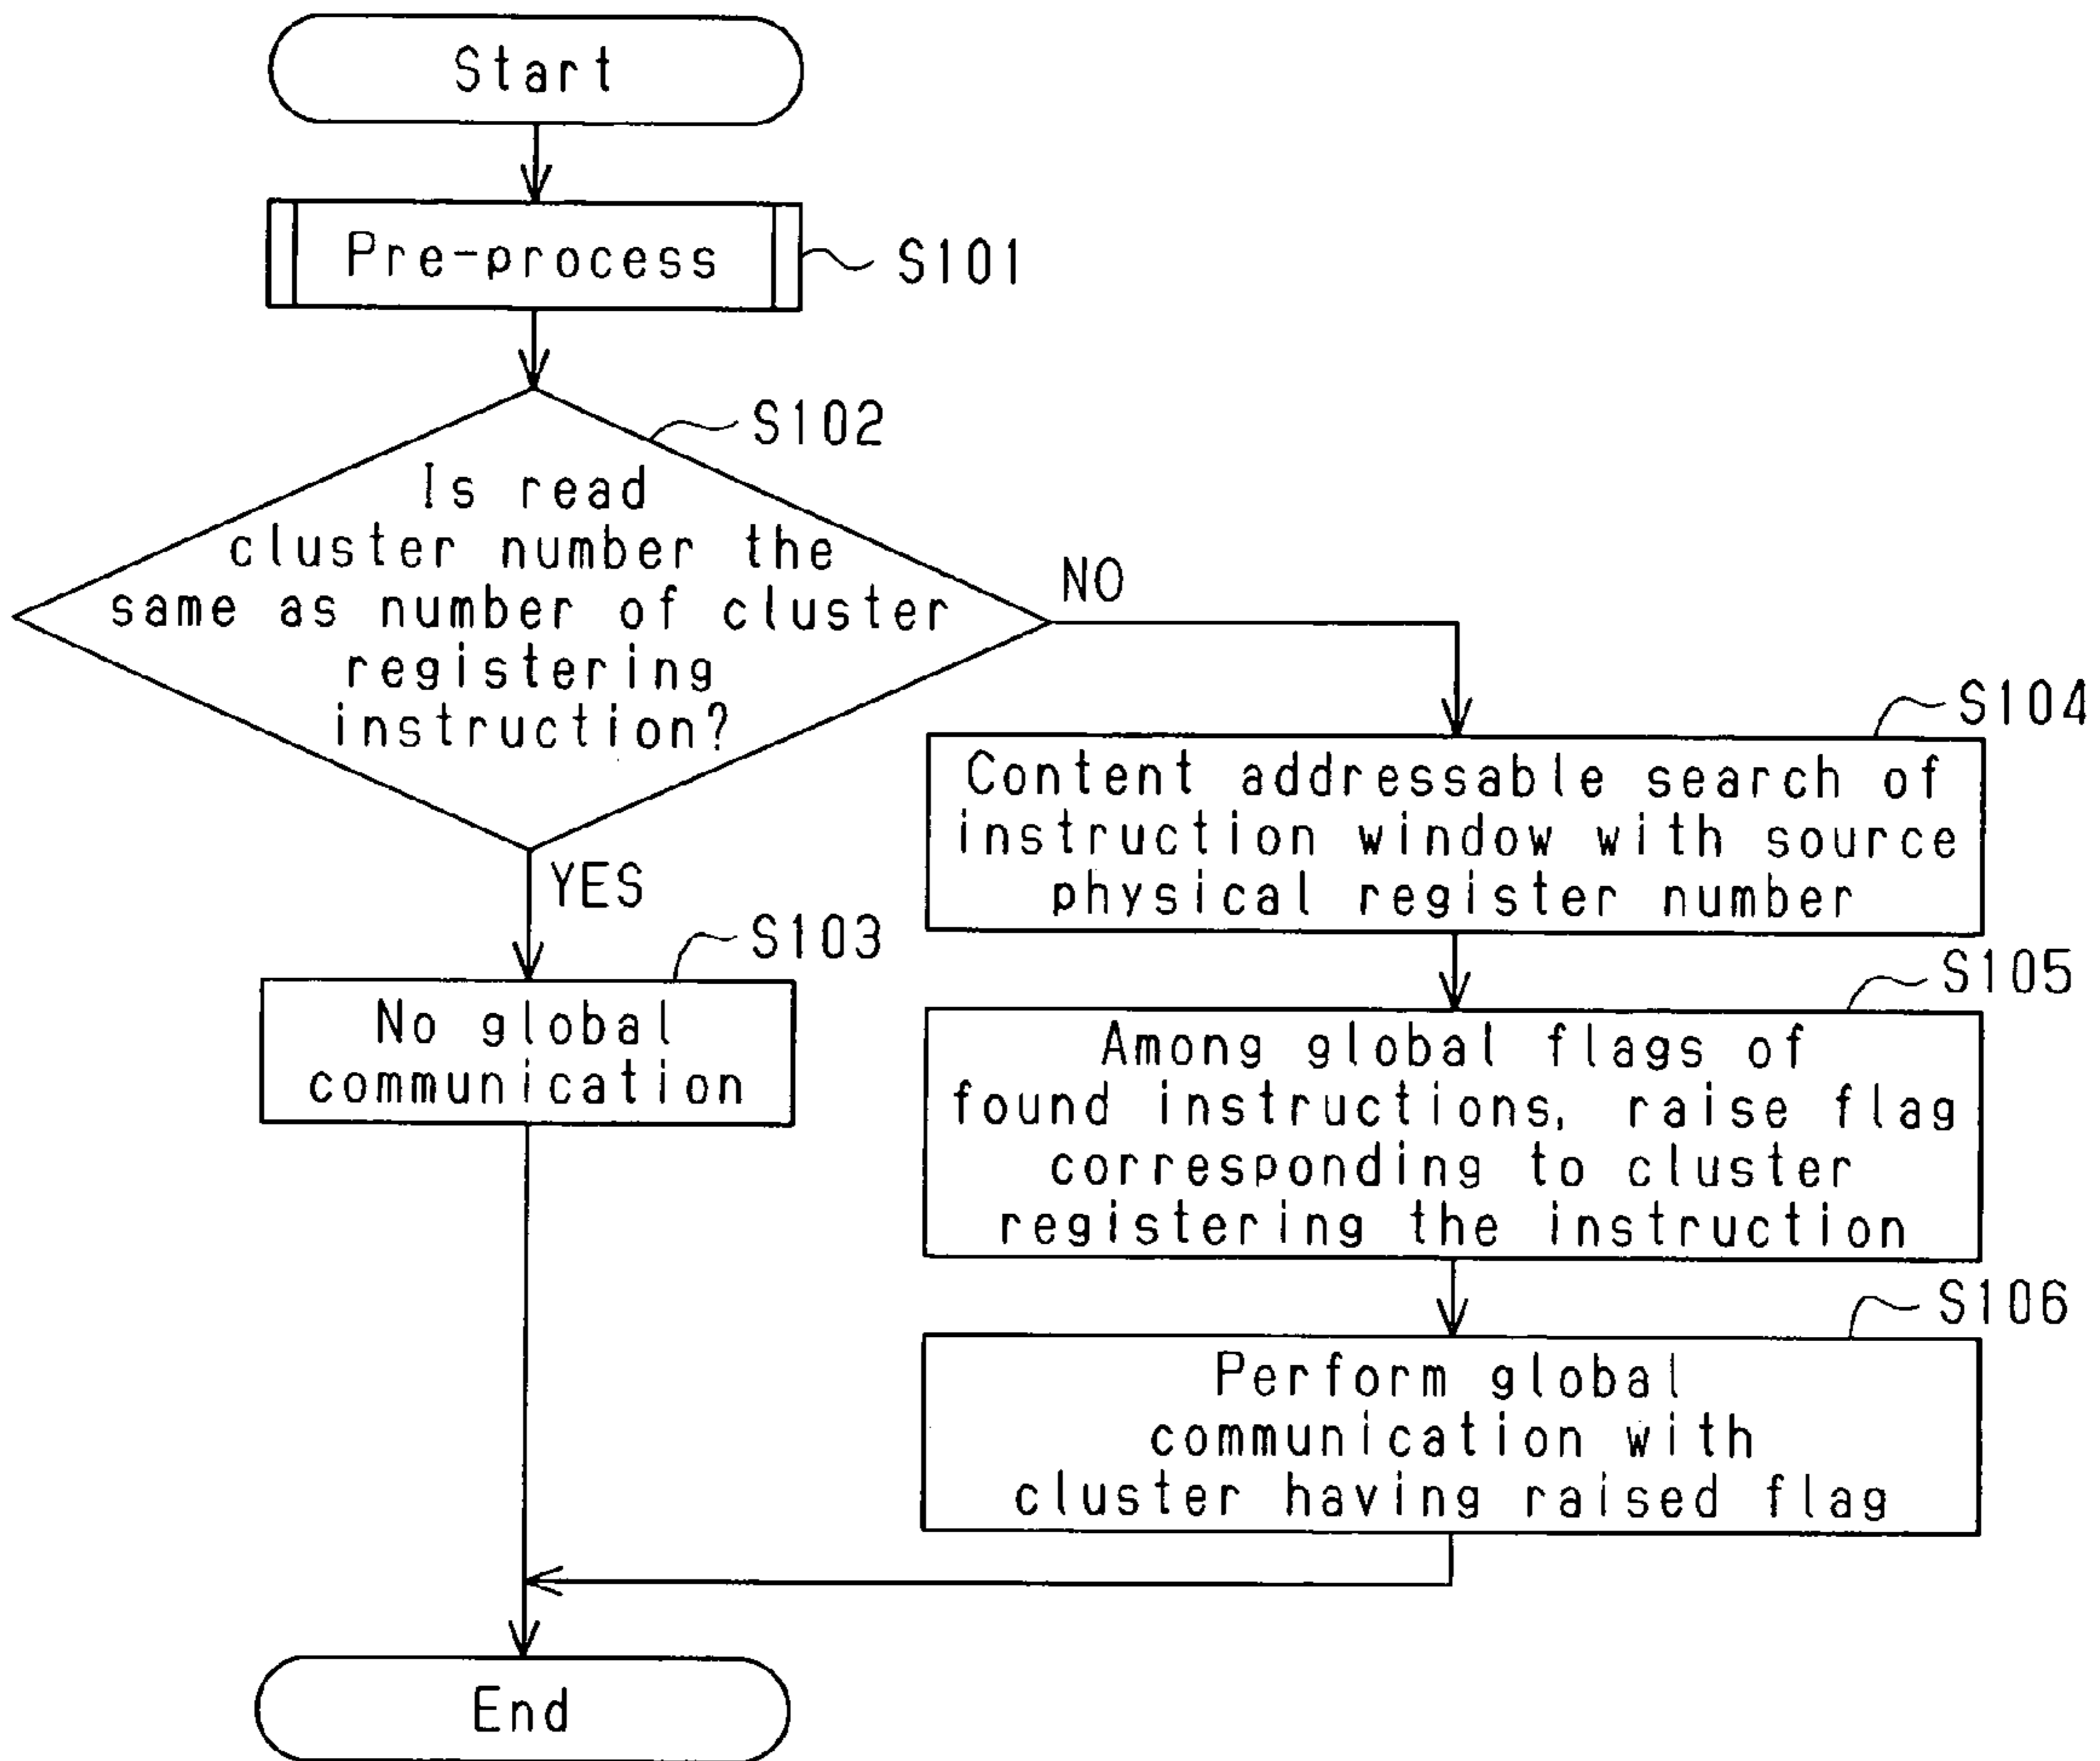 Start
Pre-process
S101
S102
Is read
cluster number the
same as number of cluster
registering
instruction?
NO
YES
S103
No global
communication
S104
Content addressable search of
instruction window with source
physical register number
S105
Among global flags of
found instructions, raise flag
corresponding to cluster
registering the instruction
S106
Perform global
communication with
cluster having raised flag
End